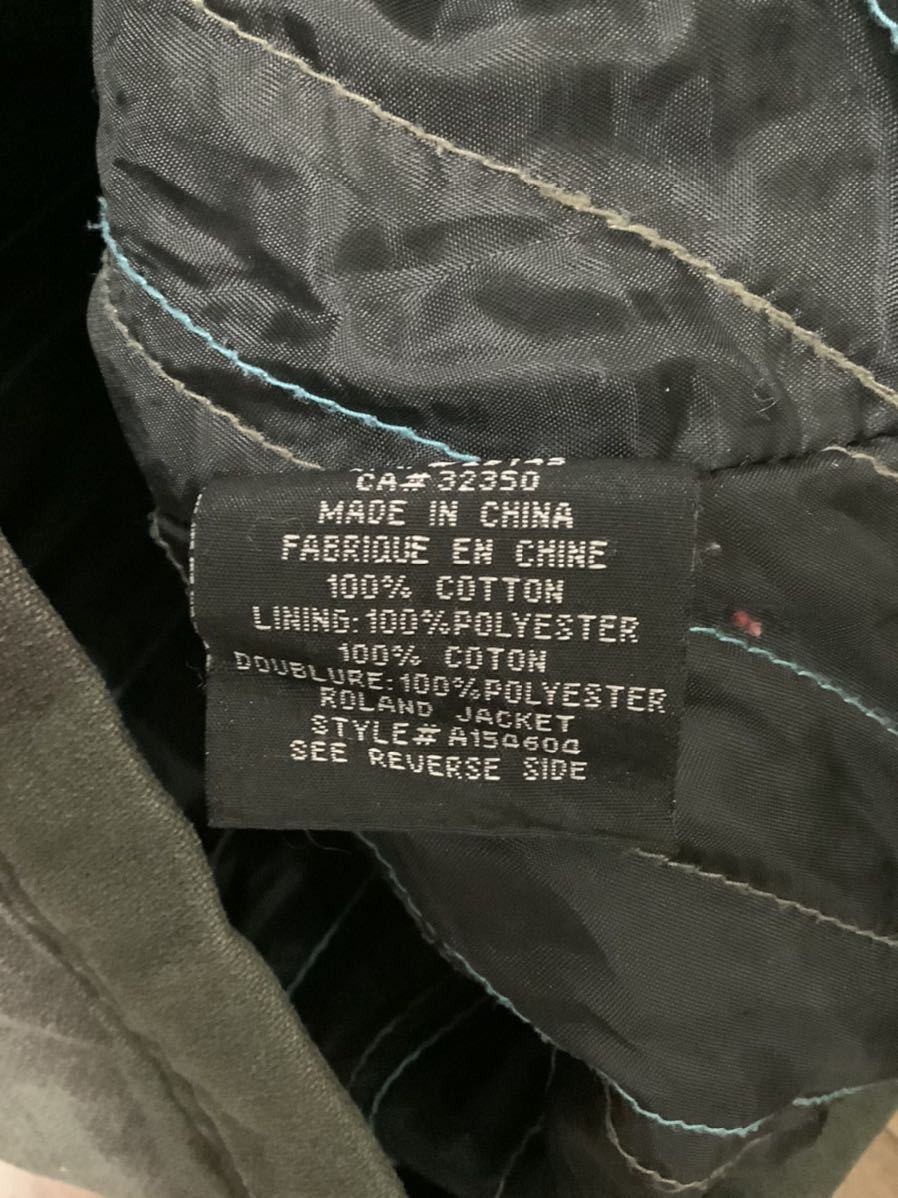 CA# 32350
MADE IN CHINA
FABRIQUE EN CHINE
100% COTTON
LINING: 100%POLYESTER
100% COTON
DOUBLURE: 100%POLYESTER
ROLAND JACKET
STYLE# A154604
SEE REVERSE SIDE